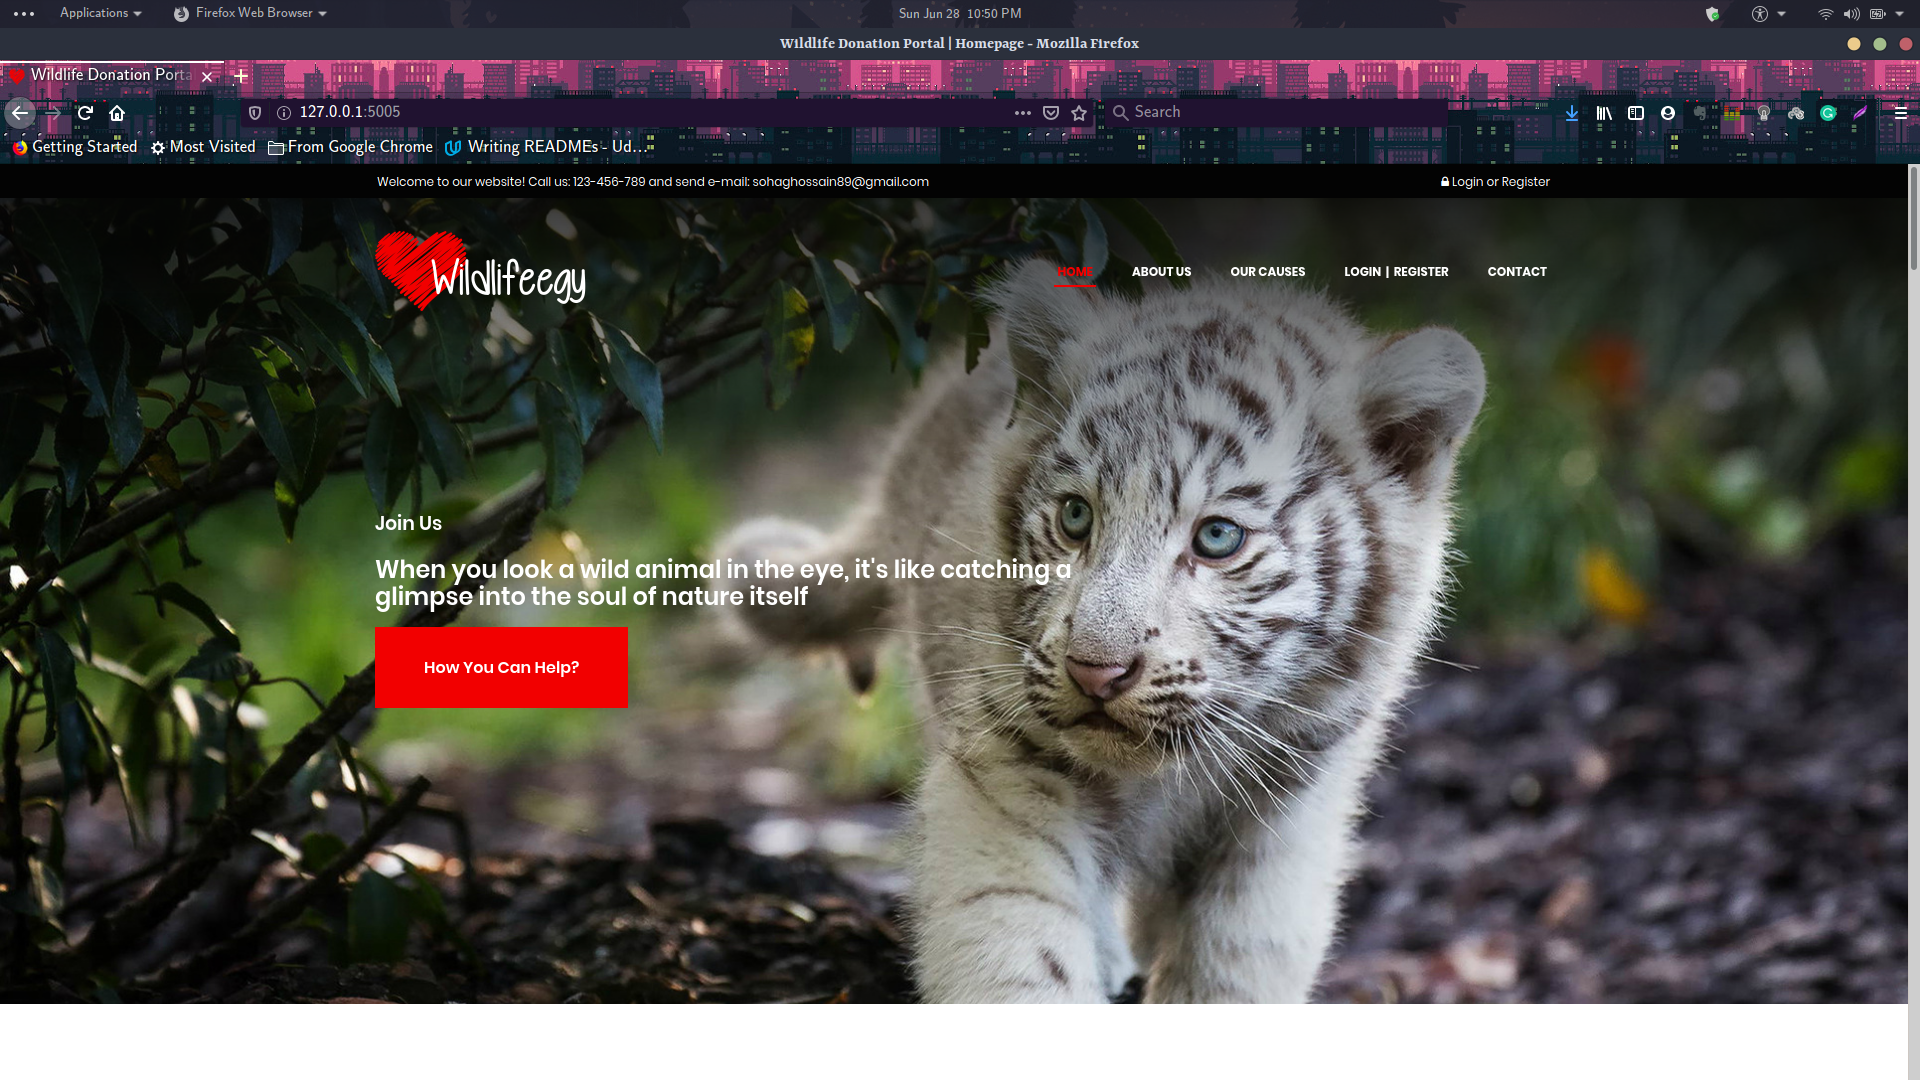 Applications
Firefox Web Browser
Sun Jun 28 10:50 PM
Wildlife Donation Portal | Homepage - Mozilla Firefox
Wildlife Donation Porta
127.0.0.1:5005
Search
Getting Started
Most Visited
From Google Chrome
Writing READMEs - Ud…
Welcome to our website! Call us: 123-456-789 and send e-mail: sohaghossain89@gmail.com
Login or Register
Wildlifeegy
HOME
ABOUT US
OUR CAUSES
LOGIN | REGISTER
CONTACT
Join Us
When you look a wild animal in the eye, it's like catching a
glimpse into the soul of nature itself
How You Can Help?